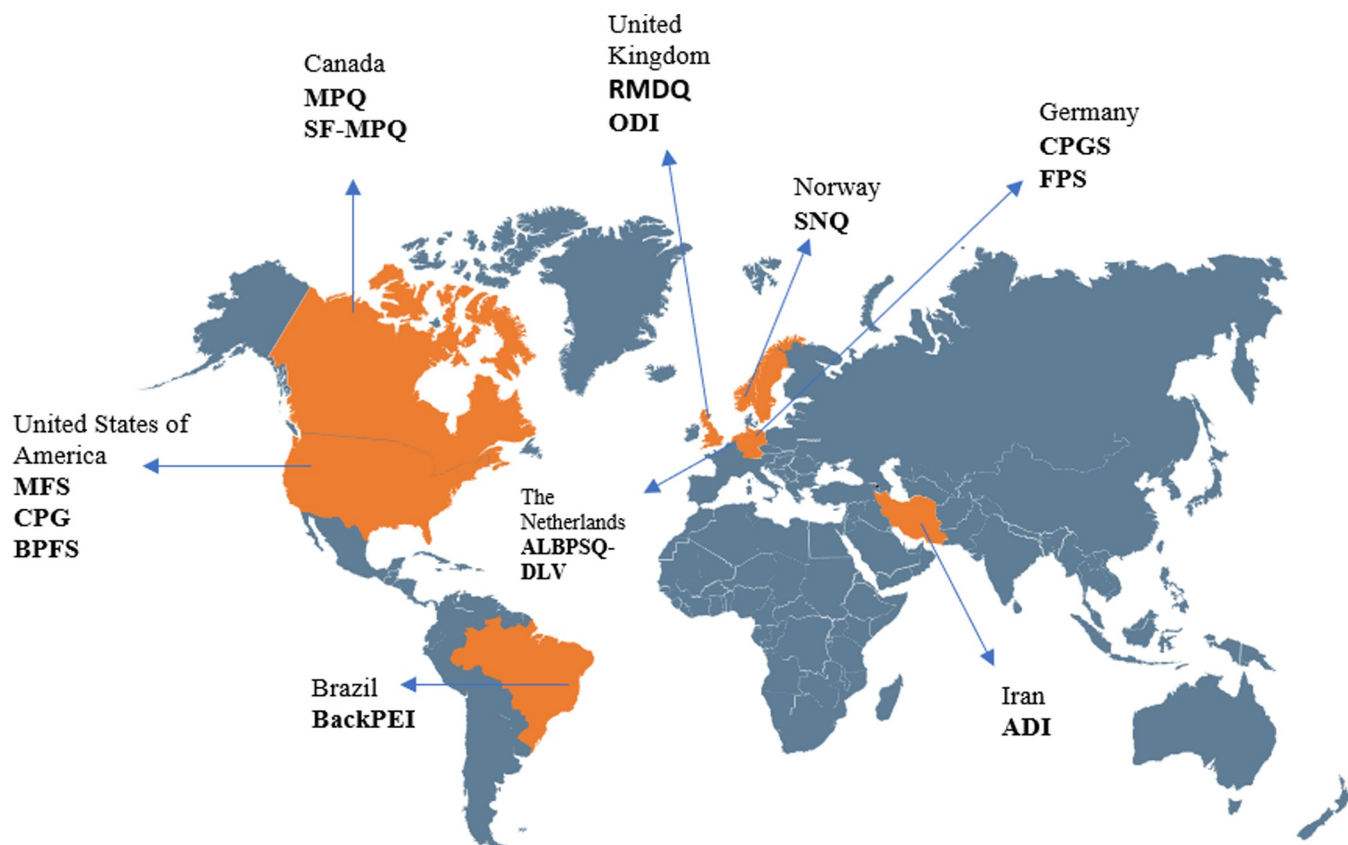 Canada
MPQ
SF-MPQ
United
Kingdom
RMDQ
ODI
Germany
CPGS
FPS
Norway
SNQ
United States of
America
MFS
CPG
BPFS
The
Netherlands
ALBPSQ-
DLV
Brazil
BackPEI
Iran
ADI